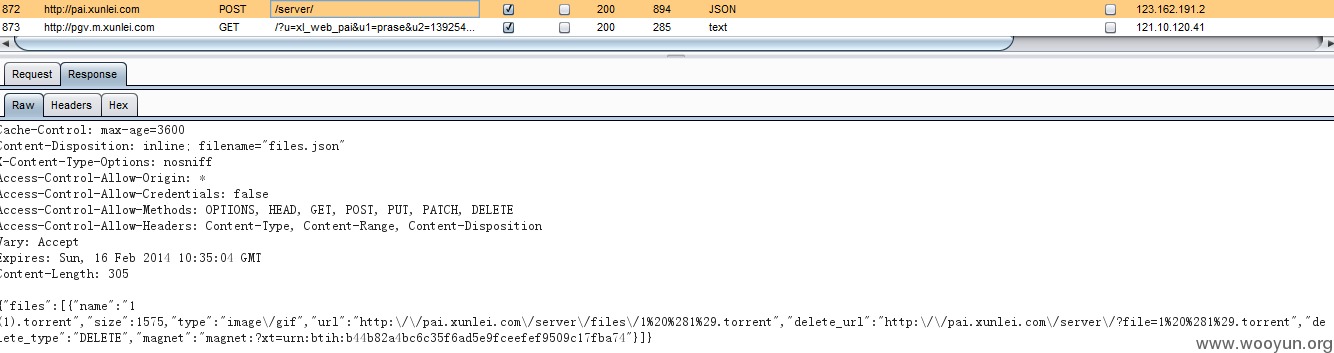 872 http://pai.xunlei.com POST /server/ 200 894 JSON 123.162.191.2
873 http://pgv.m.xunlei.com GET /?u=xl_web_pai&u1=prase&u2=139254... 200 285 text 121.10.120.41
Request Response
Raw Headers Hex
Cache-Control: max-age=3600
Content-Disposition: inline; filename="files.json"
X-Content-Type-Options: nosniff
Access-Control-Allow-Origin: *
Access-Control-Allow-Credentials: false
Access-Control-Allow-Methods: OPTIONS, HEAD, GET, POST, PUT, PATCH, DELETE
Access-Control-Allow-Headers: Content-Type, Content-Range, Content-Disposition
Vary: Accept
Expires: Sun, 16 Feb 2014 10:35:04 GMT
Content-Length: 305
{"files":[{"name":"1
(1).torrent","size":1575,"type":"image\/gif","url":"http:\/\/pai.xunlei.com\/server\/files\/1%20%281%29.torrent","delete_url":"http:\/\/pai.xunlei.com\/server\/?file=1%20%281%29.torrent","de
lete_type":"DELETE","magnet":"magnet:?xt=urn:btih:b44b82a4bc6c35f6ad5e9fceefef9509c17fba74"}]}
www.wooyun.org